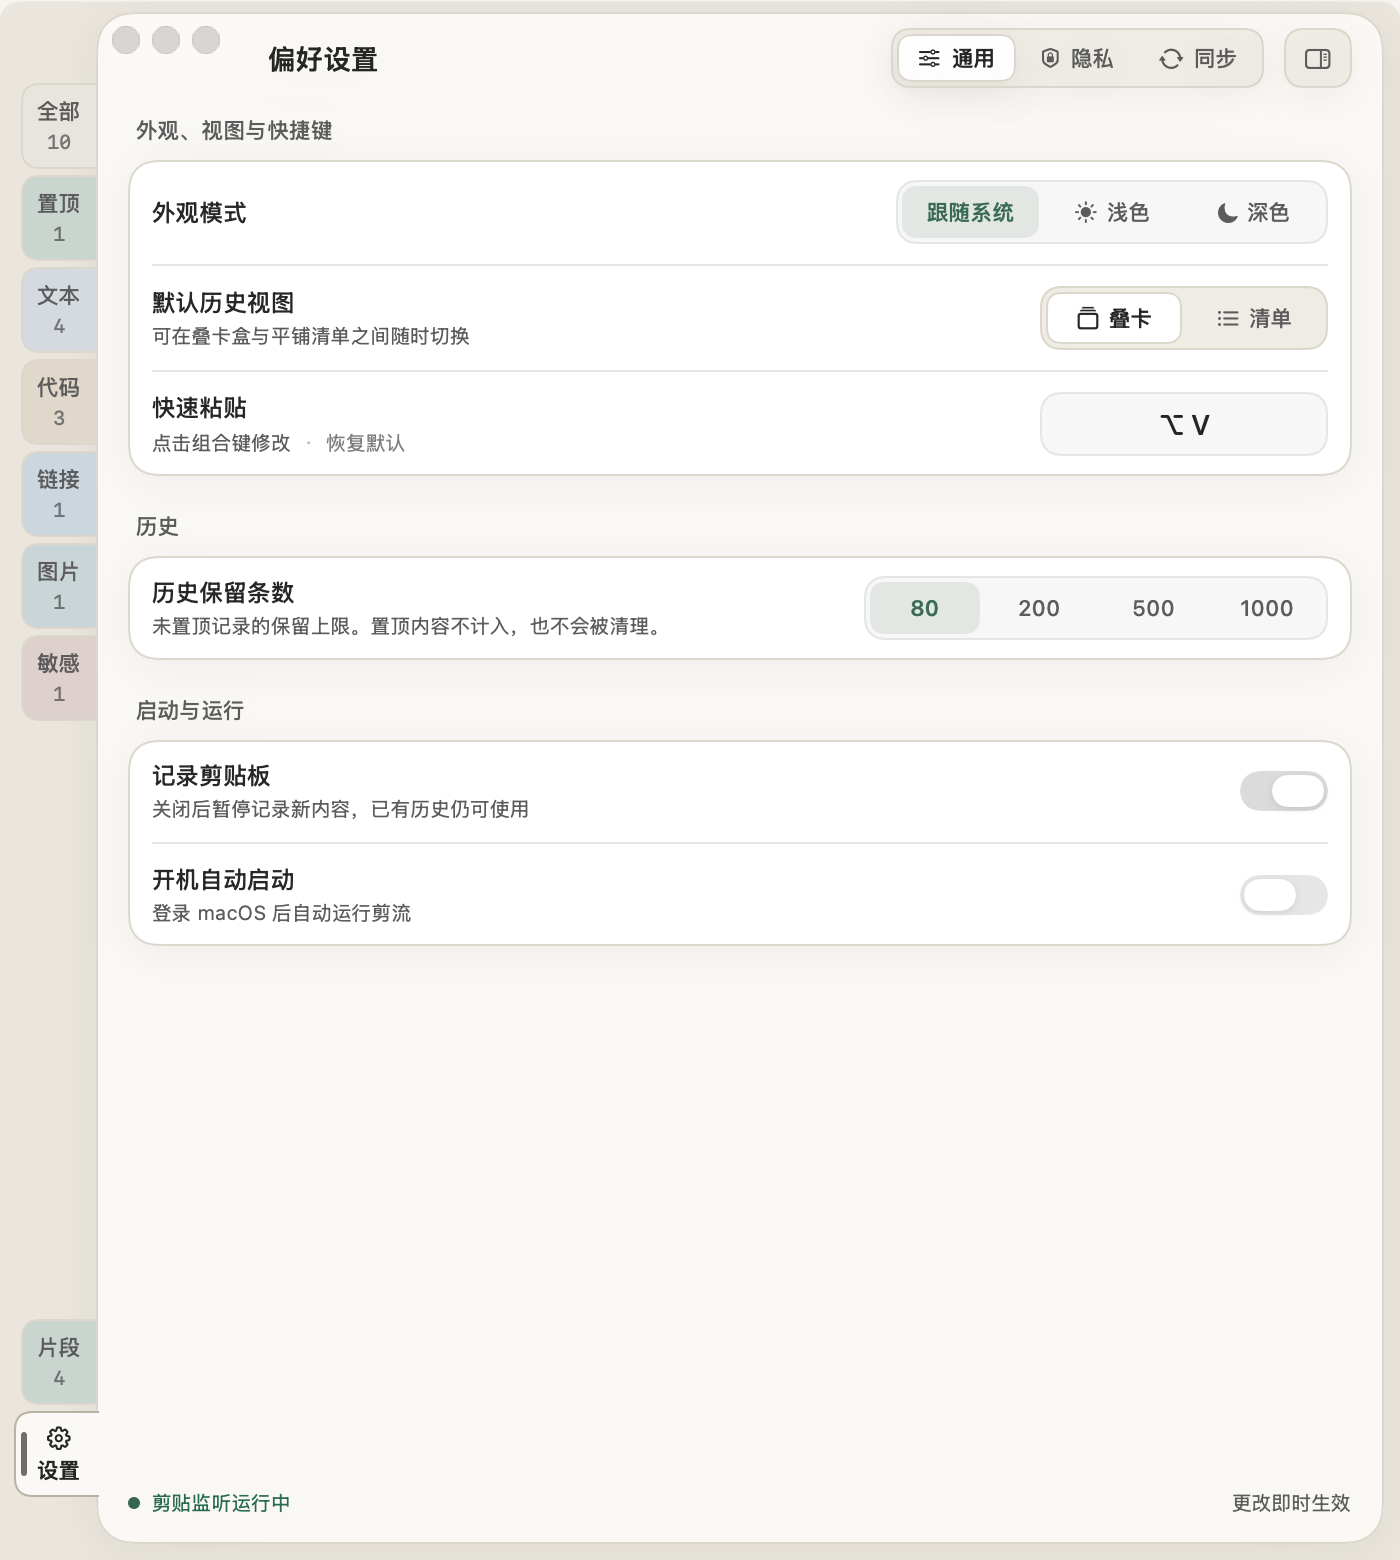 偏好设置
通用
隐私
同步
全部
10
置顶
1
文本
4
代码
3
链接
1
图片
1
敏感
1
片段
4
设置
外观、视图与快捷键
外观模式
跟随系统
浅色
深色
默认历史视图
可在叠卡盒与平铺清单之间随时切换
叠卡
清单
快速粘贴
点击组合键修改 · 恢复默认
⌥ V
历史
历史保留条数
未置顶记录的保留上限。置顶内容不计入，也不会被清理。
80
200
500
1000
启动与运行
记录剪贴板
关闭后暂停记录新内容，已有历史仍可使用
开机自动启动
登录 macOS 后自动运行剪流
剪贴监听运行中
更改即时生效